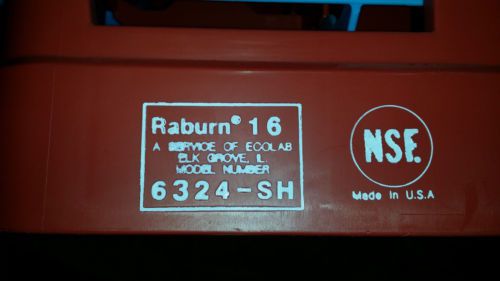 Raburn® 16
A SERVICE OF ECOLAB
ELK GROVE, IL
MODEL NUMBER
6324-SH
NSF.
Made in U.S.A